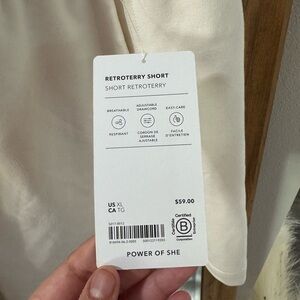 RETROTERRY SHORT
SHORT RETROTERRY
BREATHABLE
ADJUSTABLE
DRAWCORD
EASY-CARE
RESPIRANT
CORDON DE
SERRAGE
AJUSTABLE
FACILE
D'ENTRETIEN
US XL
CA TG
$59.00
Certified
B
Corporation
POWER OF SHE